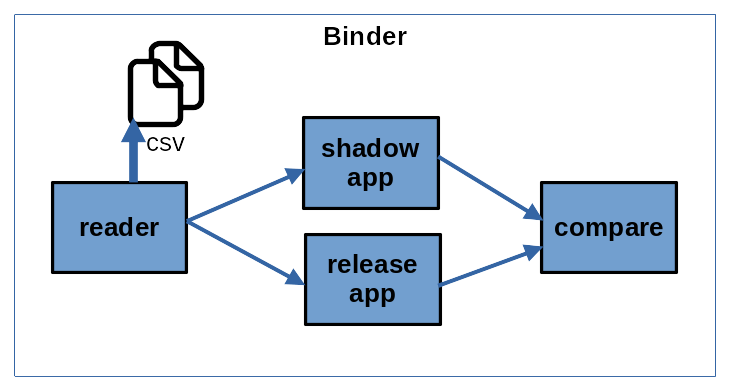 Binder
CSV
shadow
app
reader
compare
release
app